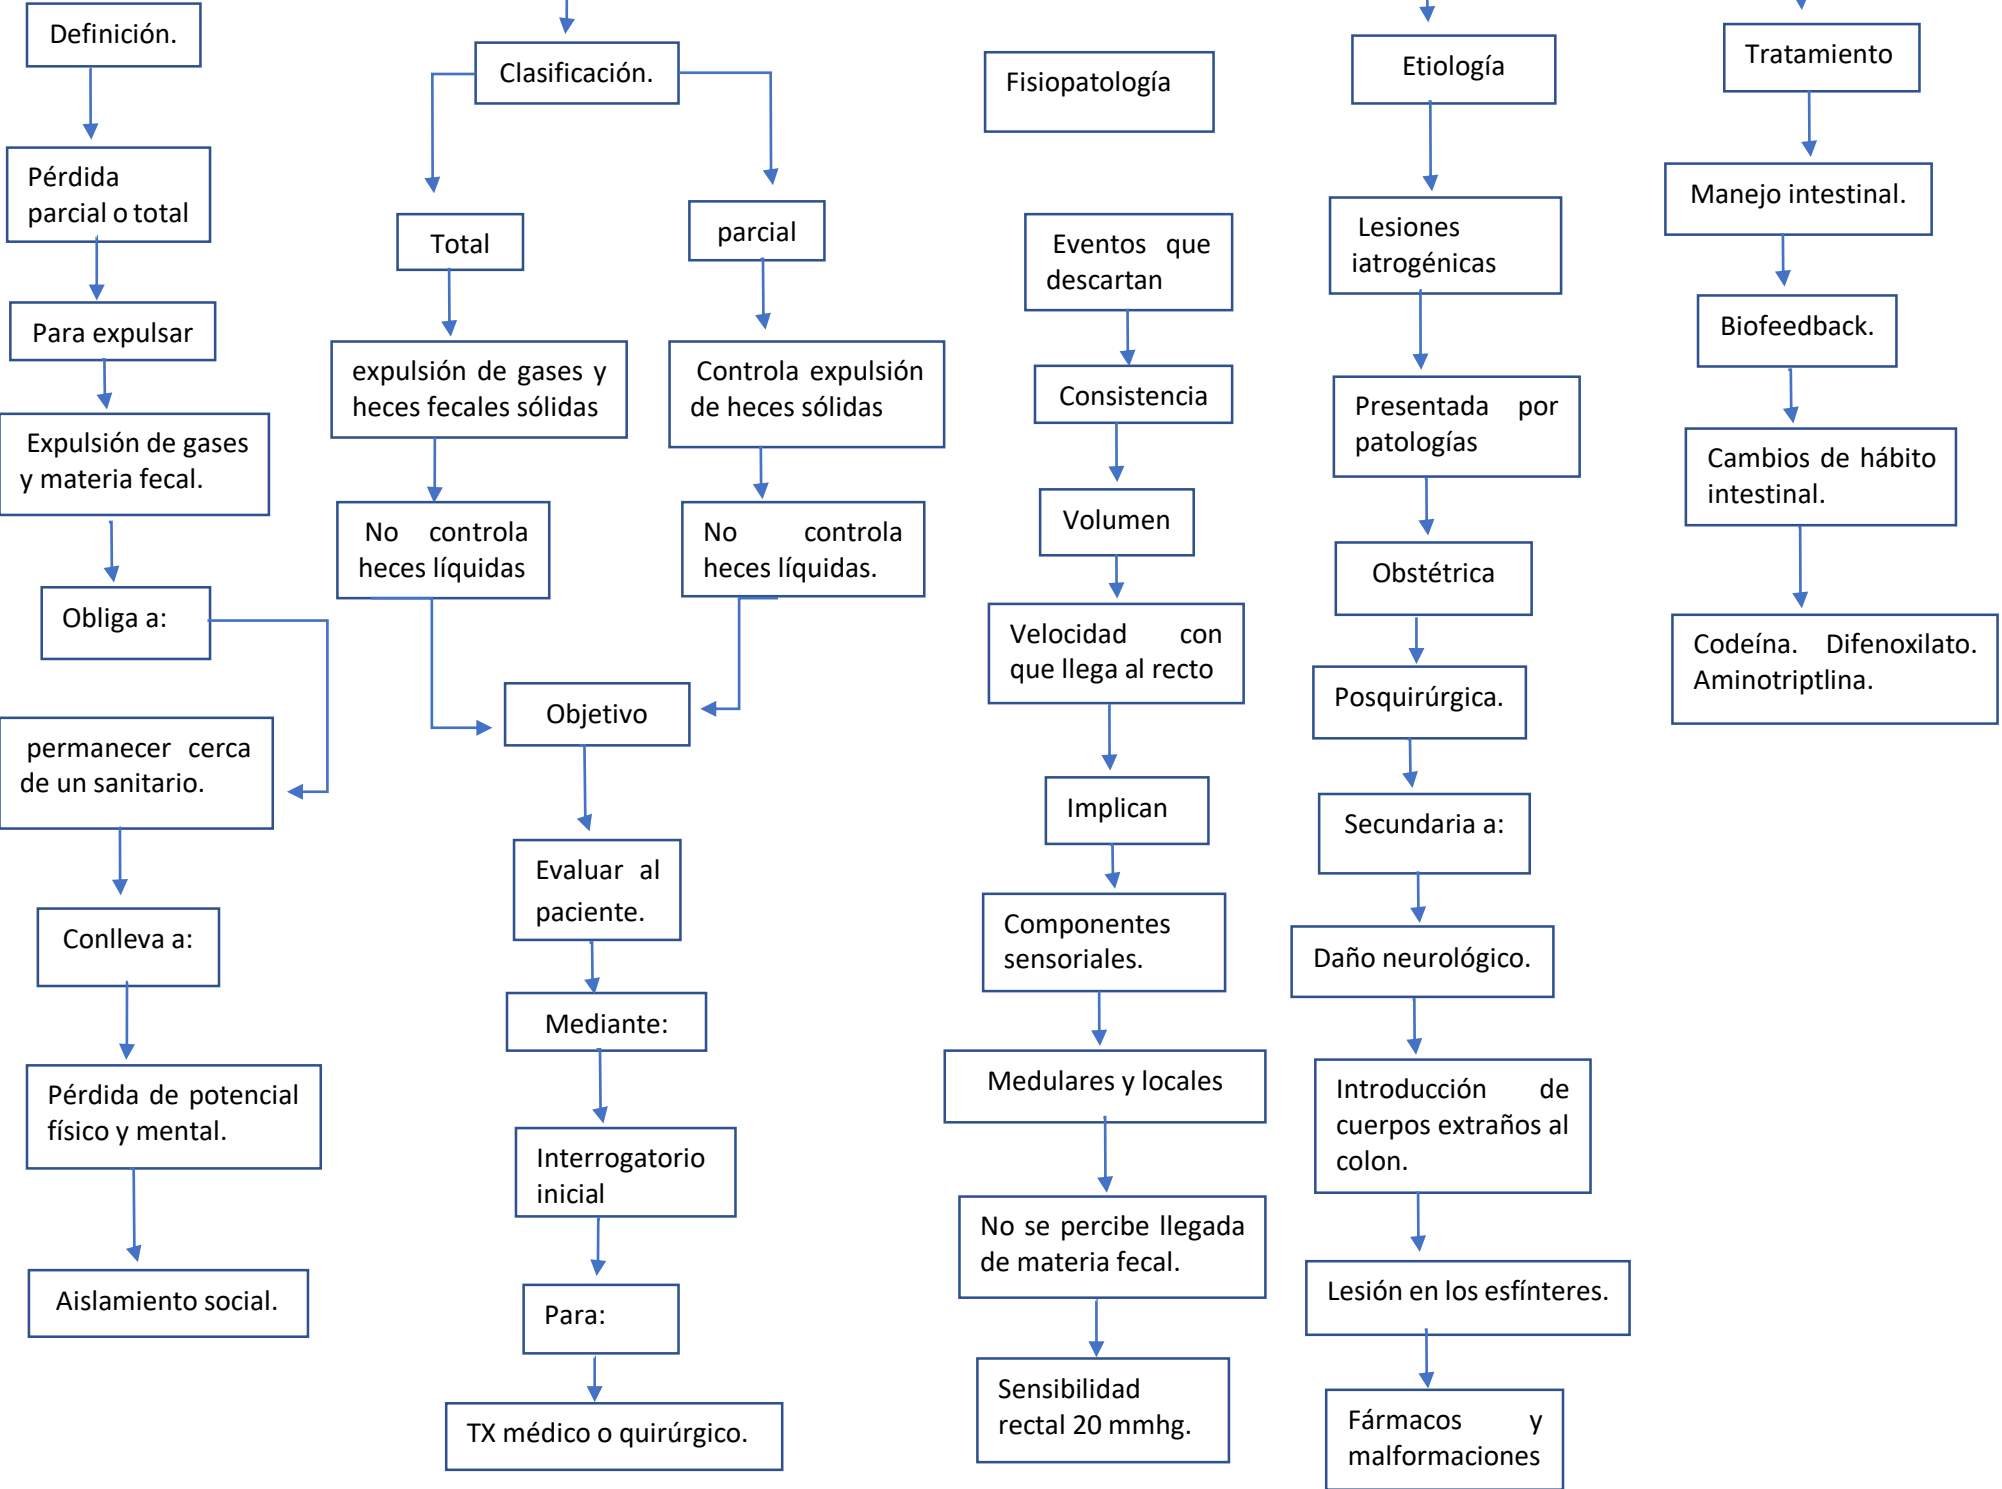 Definición.
Pérdida
parcial o total
Para expulsar
Expulsión de gases
y materia fecal.
Obliga a:
permanecer cerca
de un sanitario.
Conlleva a:
Pérdida de potencial
físico y mental.
Aislamiento social.
Clasificación.
Total
expulsión de gases y
heces fecales sólidas
No controla
heces líquidas
parcial
Controla expulsión
de heces sólidas
No controla
heces líquidas.
Objetivo
Evaluar al
paciente.
Mediante:
Interrogatorio
inicial
Para:
TX médico o quirúrgico.
Fisiopatología
Eventos que
descartan
Consistencia
Volumen
Velocidad con
que llega al recto
Implican
Componentes
sensoriales.
Medulares y locales
No se percibe llegada
de materia fecal.
Sensibilidad
rectal 20 mmhg.
Etiología
Lesiones
iatrogénicas
Presentada por
patologías
Obstétrica
Posquirúrgica.
Secundaria a:
Daño neurológico.
Introducción de
cuerpos extraños al
colon.
Lesión en los esfínteres.
Fármacos y
malformaciones
Tratamiento
Manejo intestinal.
Biofeedback.
Cambios de hábito
intestinal.
Codeína. Difenoxilato.
Aminotriptlina.